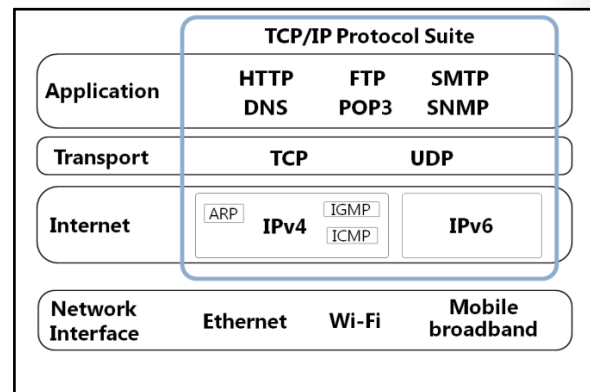 TCP/IP Protocol Suite
Application
HTTP FTP SMTP
DNS POP3 SNMP
Transport TCP UDP
Internet
ARP IPv4 IGMP
ICMP
IPv6
Network
Interface
Ethernet Wi-Fi Mobile
broadband